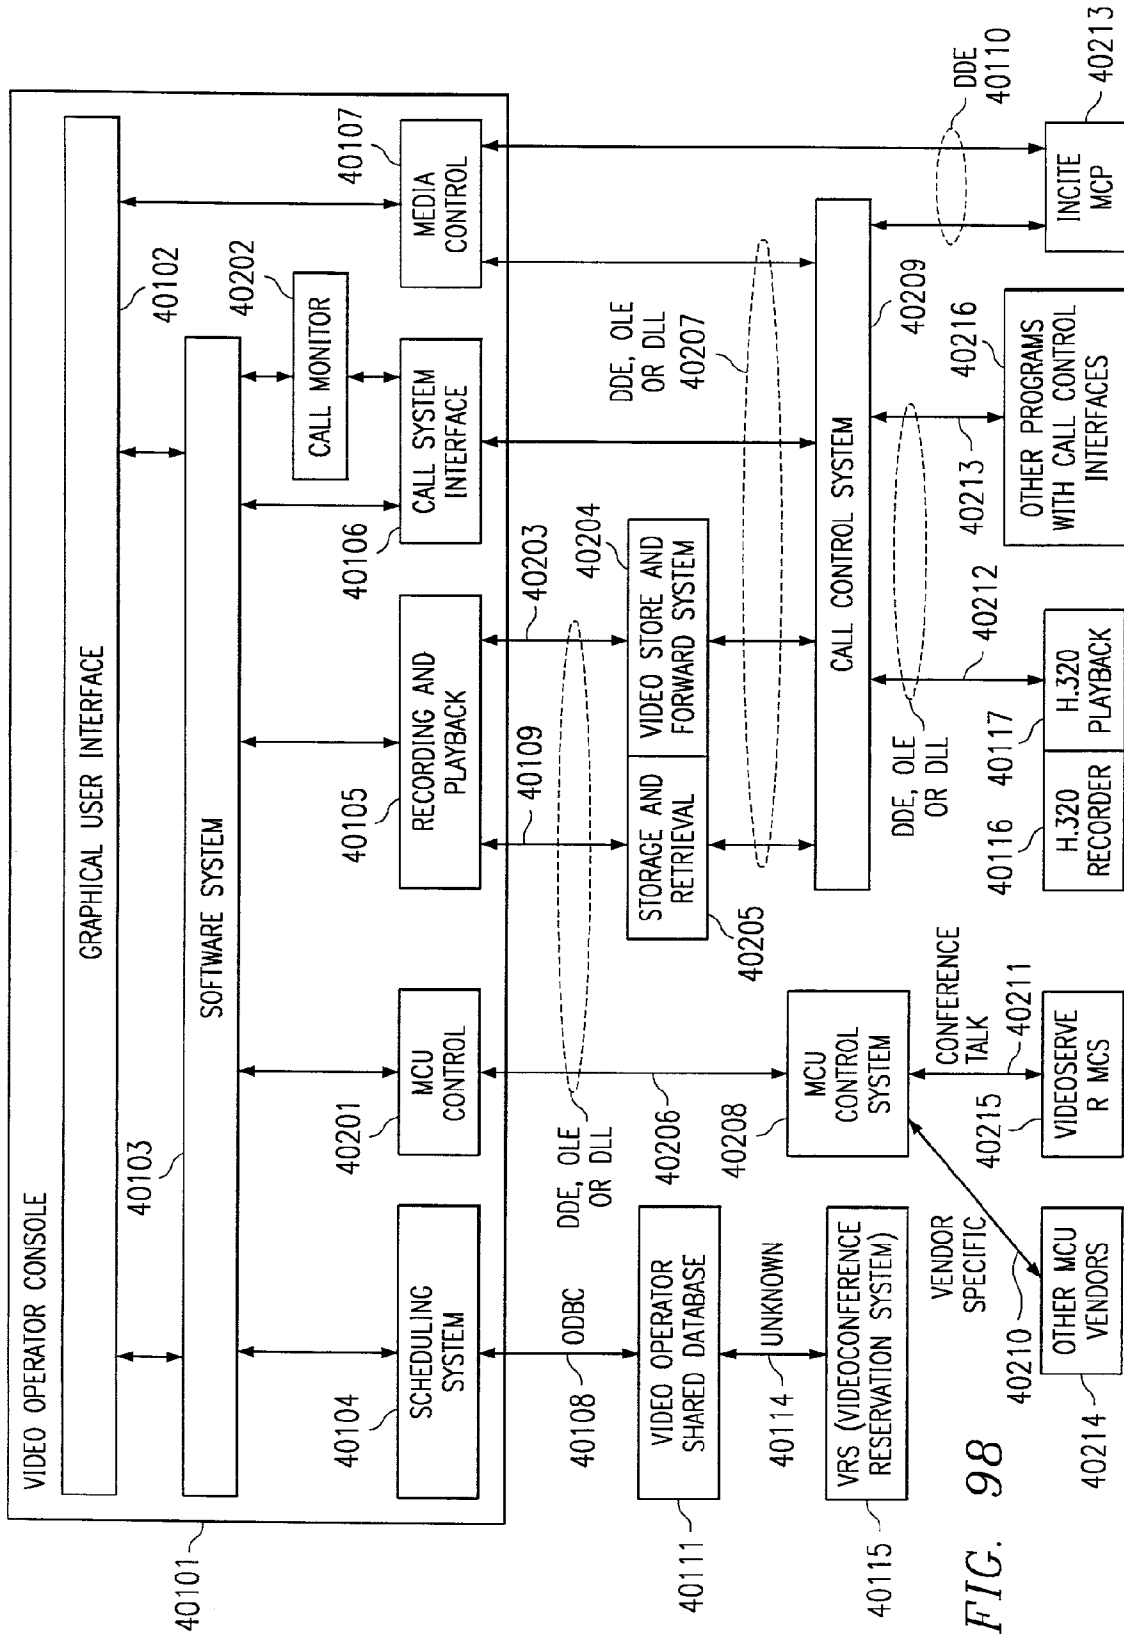 VIDEO OPERATOR CONSOLE
40101
GRAPHICAL USER INTERFACE
40102
40103
SOFTWARE SYSTEM
40202
CALL MONITOR
40104
SCHEDULING
SYSTEM
40201
MCU
CONTROL
40105
RECORDING AND
PLAYBACK
40106
CALL SYSTEM
INTERFACE
MEDIA
CONTROL
40107
40108
ODBC
DDE, OLE
OR DLL
40109
40203
DDE, OLE
OR DLL
40207
40111
VIDEO OPERATOR
SHARED DATABASE
40206
STORAGE AND
RETRIEVAL
40205
VIDEO STORE AND
FORWARD SYSTEM
40204
40114
UNKNOWN
40115
VRS (VIDEOCONFERENCE
RESERVATION SYSTEM)
40208
MCU
CONTROL
SYSTEM
CALL CONTROL SYSTEM
40209
VENDOR
SPECIFIC
40210
CONFERENCE
TALK
40211
DDE, OLE
OR DLL
40212
40213
DDE
40110
40214
OTHER MCU
VENDORS
40215
VIDEOSERVE
R MCS
40116
H.320
RECORDER
40117
H.320
PLAYBACK
OTHER PROGRAMS
WITH CALL CONTROL
INTERFACES
40216
INCITE
MCP
40213
FIG. 98